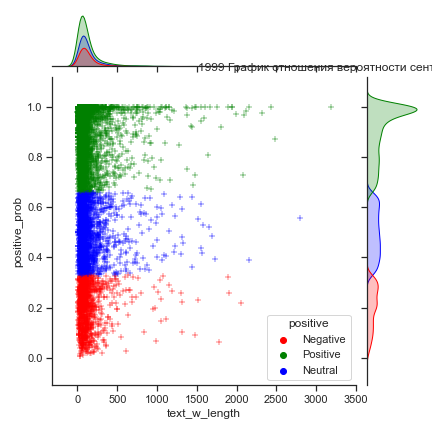 1999 График отношения вероятности сент
1.0
0.8
0.6
0.4
0.2
0.0
positive_prob
0
500
1000
1500
2000
2500
3000
3500
text_w_length
positive
Negative
Positive
Neutral